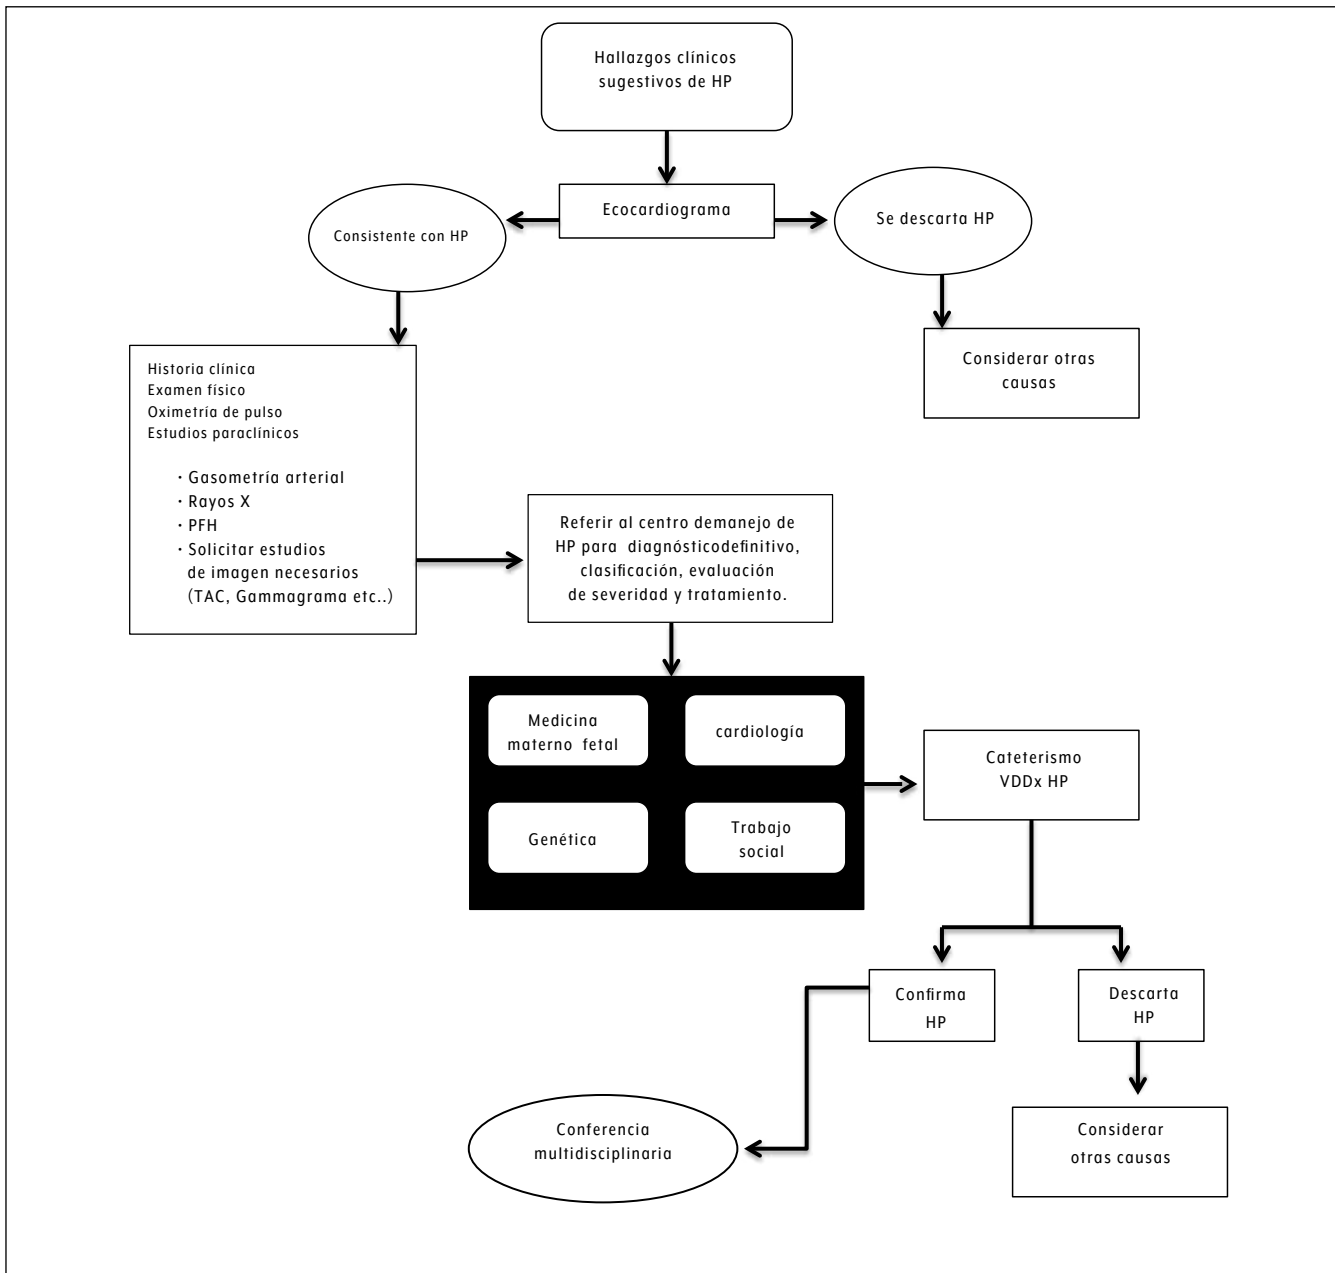 Hallazgos clínicos
sugestivos de HP
Ecocardiograma
Consistente con HP
Se descarta HP
Considerar otras
causas
Historia clínica
Examen físico
Oximetría de pulso
Estudios paraclínicos
· Gasometría arterial
· Rayos X
· PFH
· Solicitar estudios
de imagen necesarios
(TAC, Gammagrama etc..)
Referir al centro demanejo de
HP para diagnósticodefinitivo,
clasificación, evaluación
de severidad y tratamiento.
Medicina
materno fetal
cardiología
Genética
Trabajo
social
Cateterismo
VDDx HP
Confirma
HP
Descarta
HP
Conferencia
multidisciplinaria
Considerar
otras causas